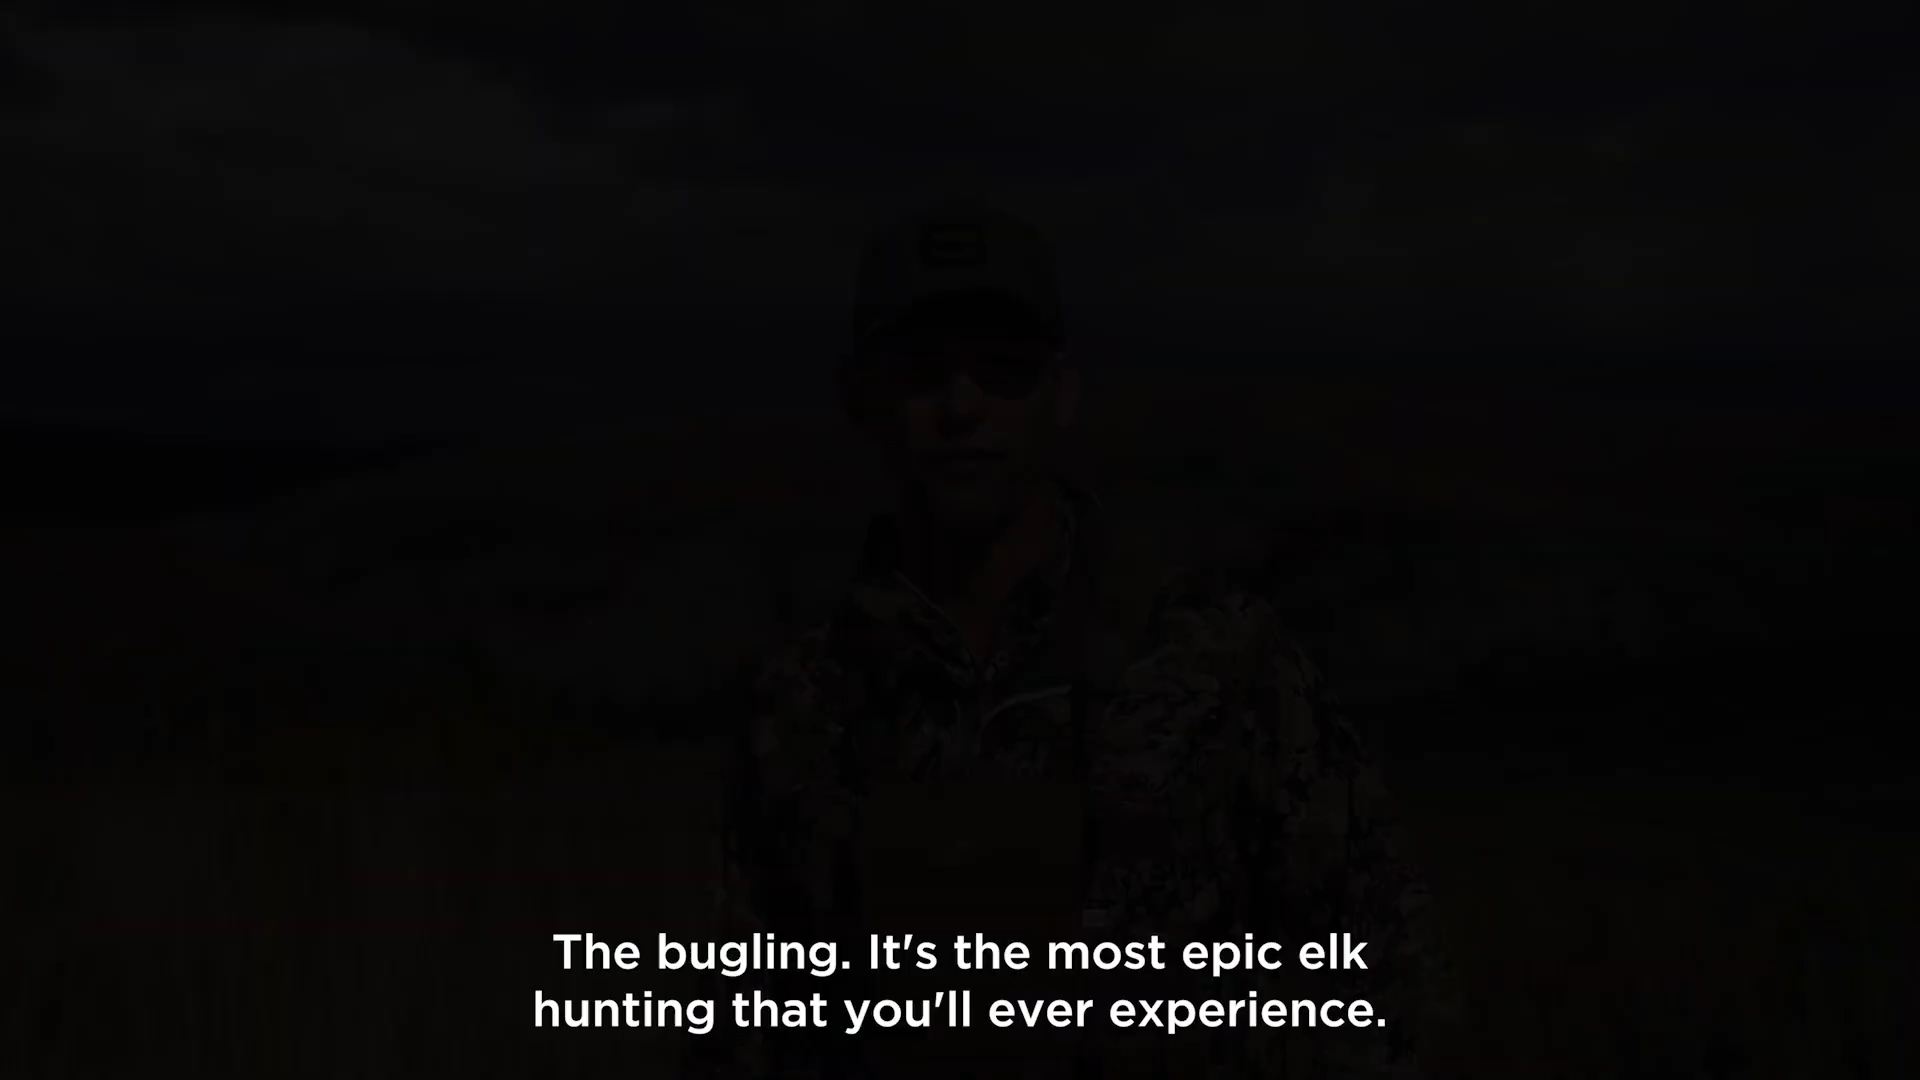 The bugling. It's the most epic elk
hunting that you'll ever experience.